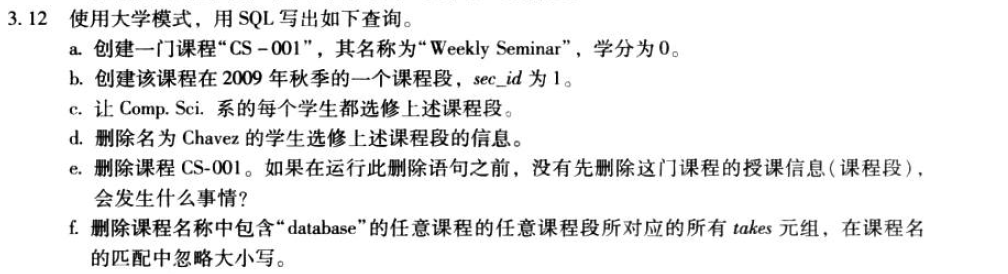 3.12 使用大学模式，用 SQL 写出如下查询。
a. 创建一门课程“CS-001”，其名称为“Weekly Seminar”，学分为 0。
b. 创建该课程在 2009 年秋季的一个课程段，sec_id 为 1。
c. 让 Comp. Sci. 系的每个学生都选修上述课程段。
d. 删除名为 Chavez 的学生选修上述课程段的信息。
e. 删除课程 CS-001。如果在运行此删除语句之前，没有先删除这门课程的授课信息(课程段)，
会发生什么事情?
f. 删除课程名称中包含“database”的任意课程的任意课程段所对应的所有 takes 元组，在课程名
的匹配中忽略大小写。